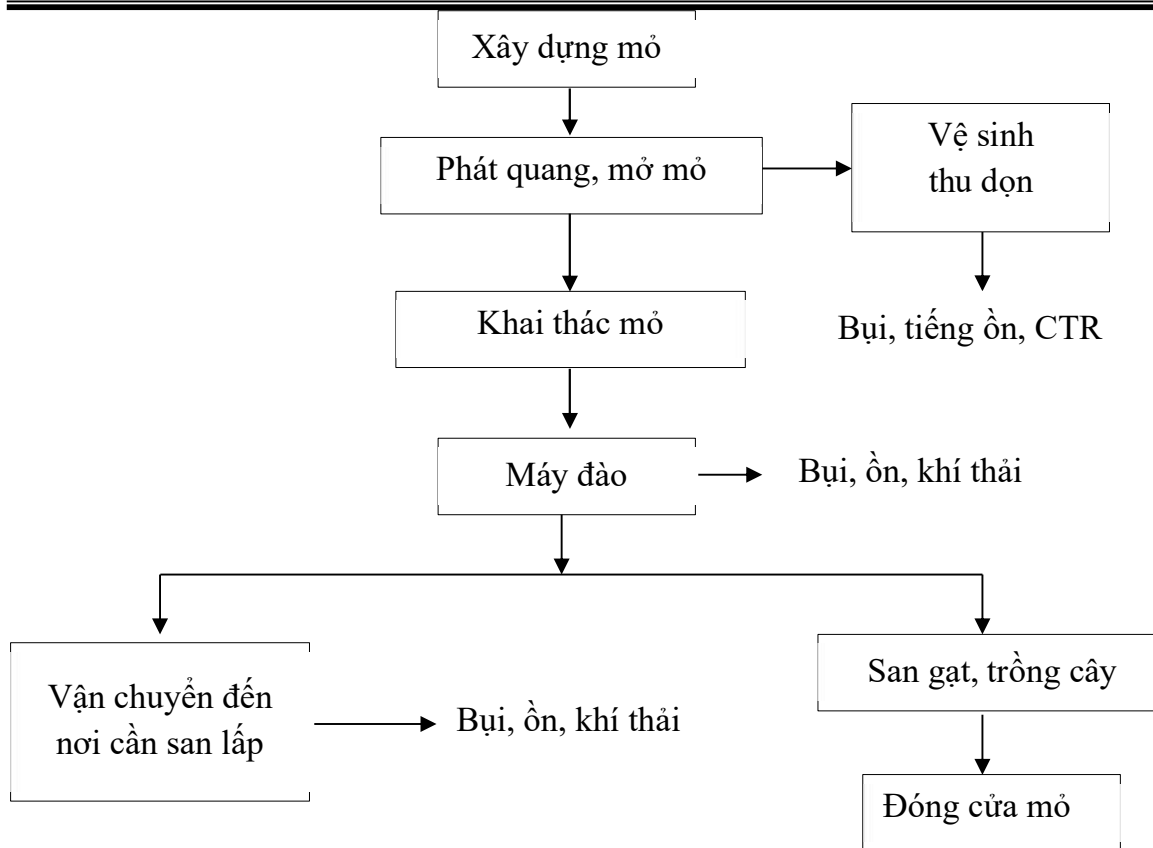 Xây dựng mỏ
Phát quang, mở mỏ
Vệ sinh
thu dọn
Khai thác mỏ
Bụi, tiếng ồn, CTR
Máy đào
Bụi, ồn, khí thải
Vận chuyển đến
nơi cần san lấp
Bụi, ồn, khí thải
San gạt, trồng cây
Đóng cửa mỏ